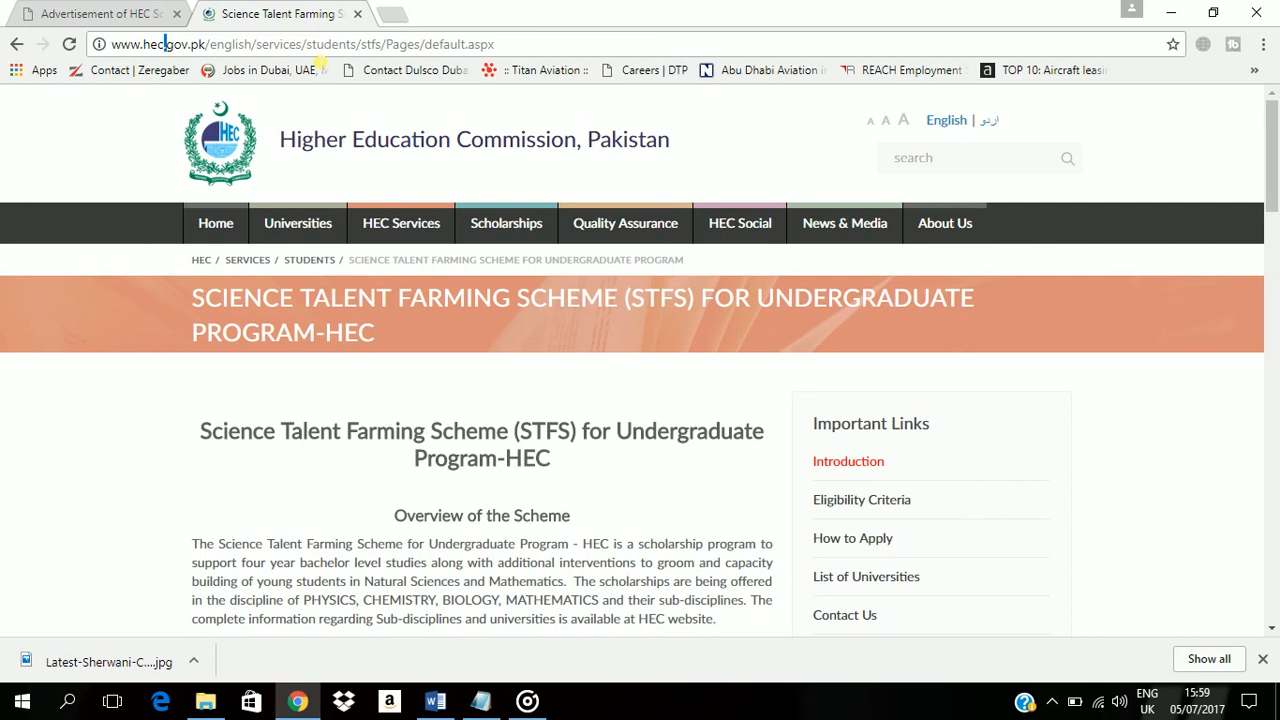 Advertisement of HEC Sc
Science Talent Farming S
www.hec.gov.pk/english/services/students/stfs/Pages/default.aspx
Apps
Contact | Zeregaber
Jobs in Dubai, UAE,
Contact Dulsco Duba
:: Titan Aviation ::
Careers | DTP
Abu Dhabi Aviation in
REACH Employment
TOP 10: Aircraft leasin
»
HEC
Higher Education Commission, Pakistan
A A A English | اردو
search
Home
Universities
HEC Services
Scholarships
Quality Assurance
HEC Social
News & Media
About Us
HEC / SERVICES / STUDENTS / SCIENCE TALENT FARMING SCHEME FOR UNDERGRADUATE PROGRAM
SCIENCE TALENT FARMING SCHEME (STFS) FOR UNDERGRADUATE
PROGRAM-HEC
Science Talent Farming Scheme (STFS) for Undergraduate
Program-HEC
Overview of the Scheme
The Science Talent Farming Scheme for Undergraduate Program - HEC is a scholarship program to
support four year bachelor level studies along with additional interventions to groom and capacity
building of young students in Natural Sciences and Mathematics. The scholarships are being offered
in the discipline of PHYSICS, CHEMISTRY, BIOLOGY, MATHEMATICS and their sub-disciplines. The
complete information regarding Sub-disciplines and universities is available at HEC website.
Important Links
Introduction
Eligibility Criteria
How to Apply
List of Universities
Contact Us
Latest-Sherwani-C....jpg
Show all
ENG
UK
15:59
05/07/2017